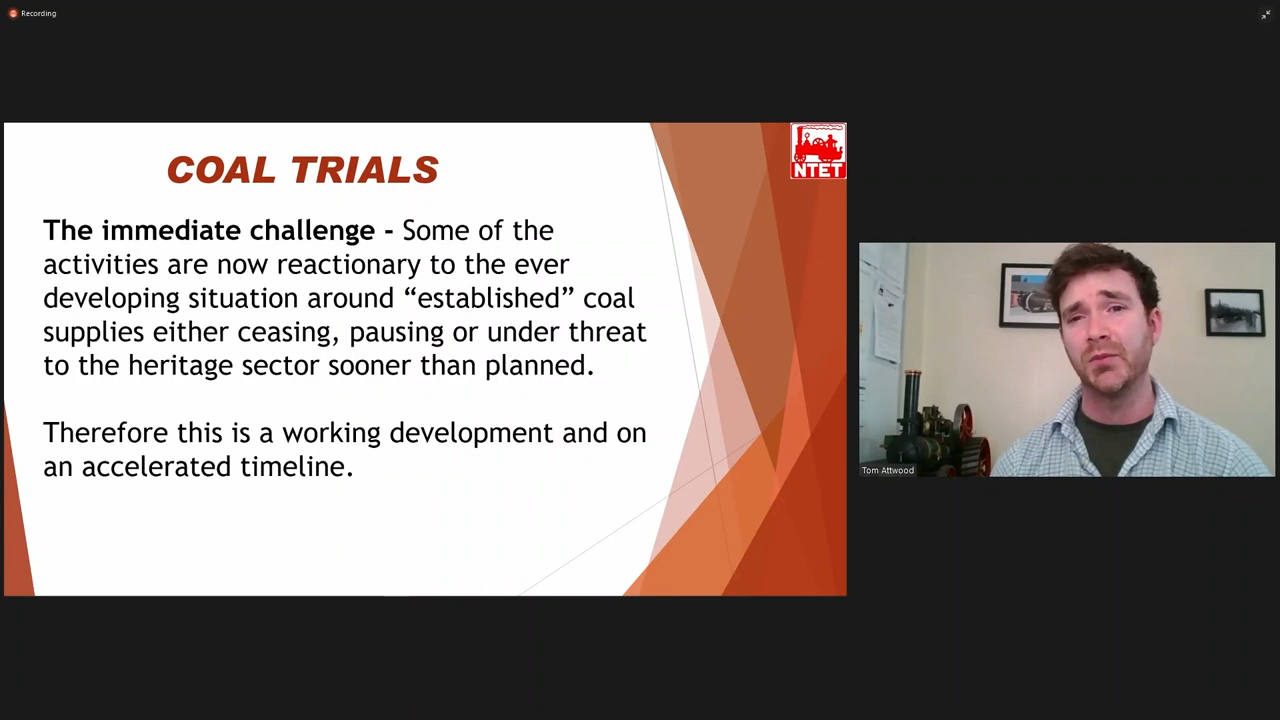 Recording
COAL TRIALS
NTET
The immediate challenge - Some of the
activities are now reactionary to the ever
developing situation around “established” coal
supplies either ceasing, pausing or under threat
to the heritage sector sooner than planned.
Therefore this is a working development and on
an accelerated timeline.
Tom Attwood